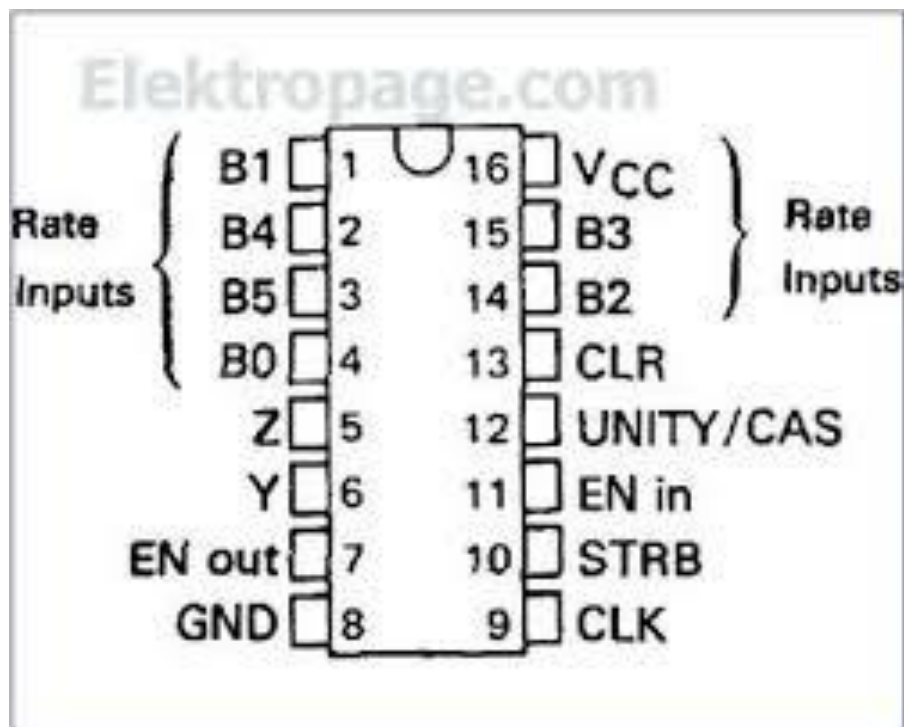 Elektropage.com
B1 1 16 VCC
Rate B4 2 15 B3 Rate
Inputs B5 3 14 B2 Inputs
B0 4 13 CLR
Z 5 12 UNITY/CAS
Y 6 11 EN in
EN out 7 10 STRB
GND 8 9 CLK